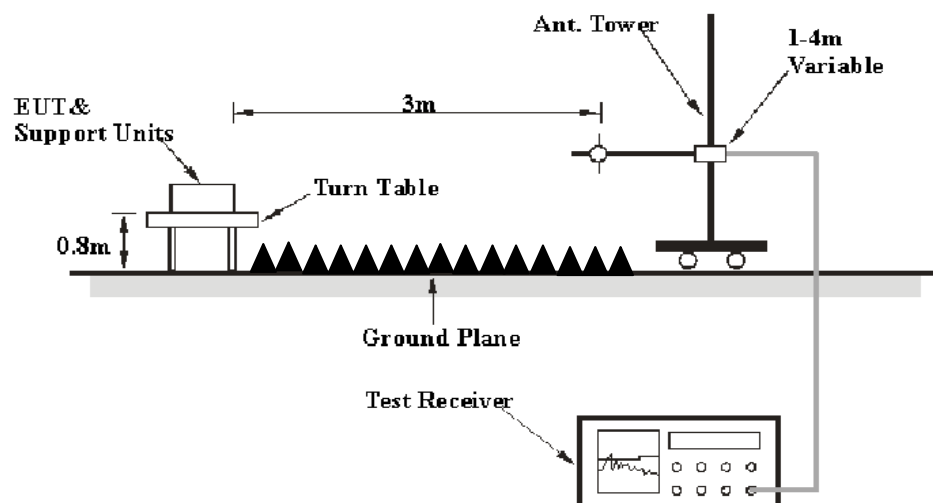 Ant. Tower
1-4m
Variable
3m
EUT&
Support Units
Turn Table
0.8m
Ground Plane
Test Receiver